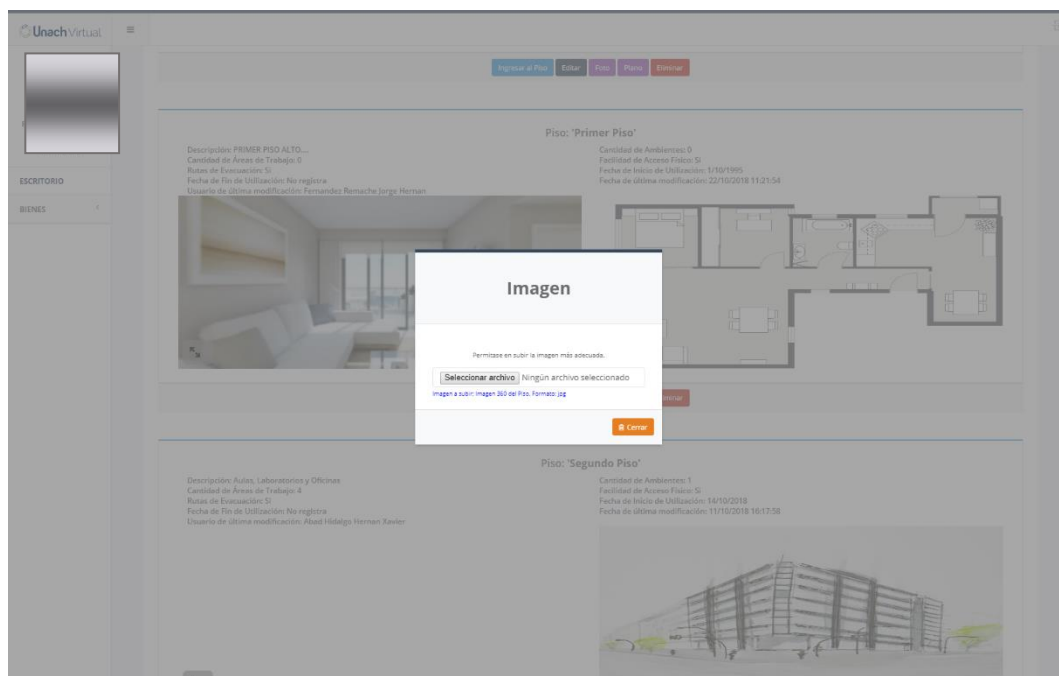 Unach Virtual
Ingresar al Piso Editar Foto Plano Eliminar
ESCRITORIO
BIENES
Piso: 'Primer Piso'
Descripción: PRIMER PISO ALTO....
Cantidad de Áreas de Trabajo: 0
Rutas de Evacuación: Si
Fecha de Fin de Utilización: No registra
Usuario de última modificación: Fernandez Remache Jorge Hernan
Cantidad de Ambientes: 0
Facilidad de Acceso Físico: Si
Fecha de Inicio de Utilización: 1/10/1995
Fecha de última modificación: 22/10/2018 11:21:54
Imagen
Permitase en subir la imagen más adecuada.
Seleccionar archivo Ningún archivo seleccionado
Imagen a subir: Imagen 360 del Piso. Formato: jpg
Cerrar
Eliminar
Piso: 'Segundo Piso'
Descripción: Aulas, Laboratorios y Oficinas
Cantidad de Áreas de Trabajo: 4
Rutas de Evacuación: Si
Fecha de Fin de Utilización: No registra
Usuario de última modificación: Abad Hidalgo Hernan Xavier
Cantidad de Ambientes: 1
Facilidad de Acceso Físico: Si
Fecha de Inicio de Utilización: 14/10/2018
Fecha de última modificación: 11/10/2018 10:17:58